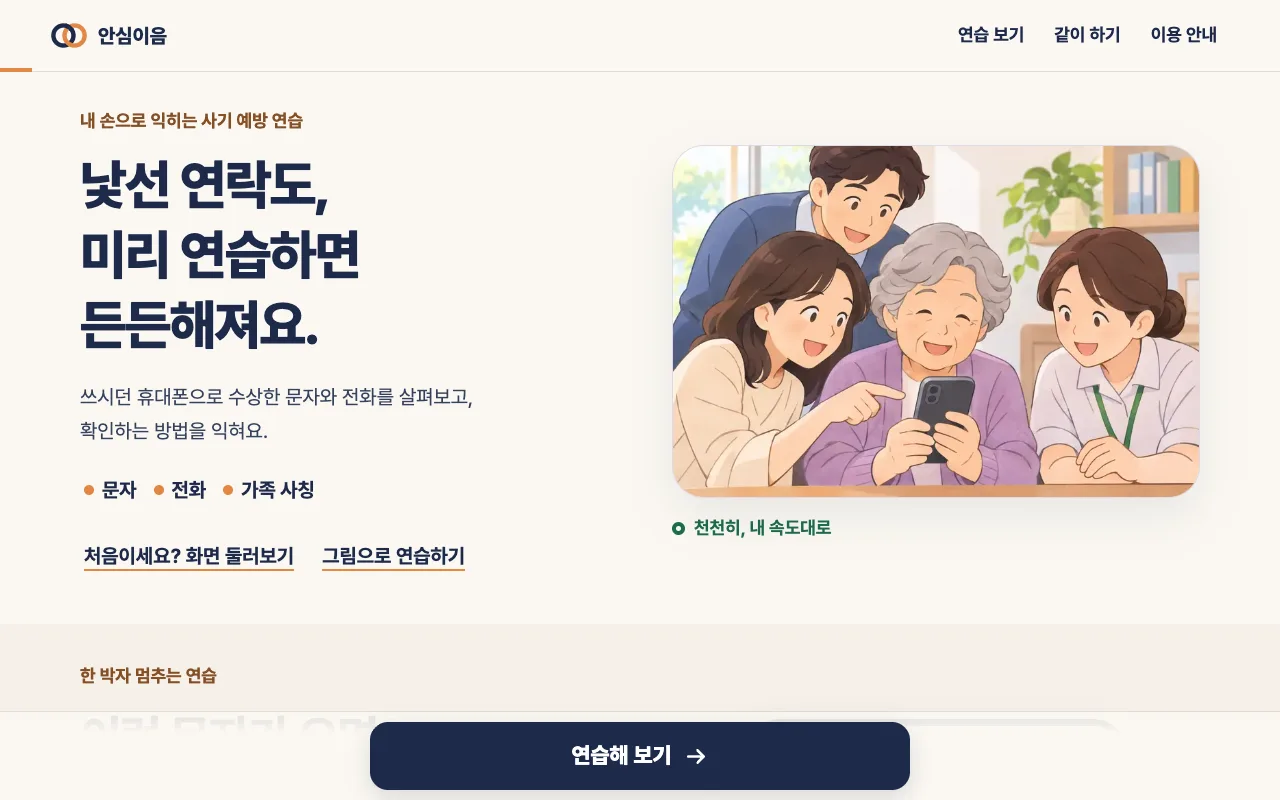 안심이음
연습 보기 같이 하기 이용 안내
내 손으로 익히는 사기 예방 연습
낯선 연락도,
미리 연습하면
든든해져요.
쓰시던 휴대폰으로 수상한 문자와 전화를 살펴보고,
확인하는 방법을 익혀요.
문자 전화 가족 사칭
처음이세요? 화면 둘러보기 그림으로 연습하기
천천히, 내 속도대로
한 박자 멈추는 연습
연습해 보기 →